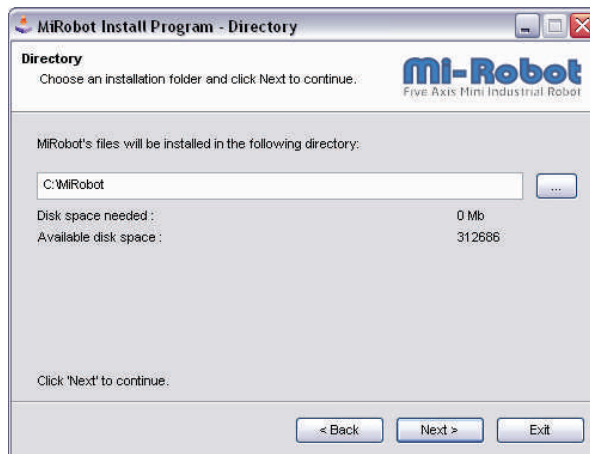 MiRobot Install Program - Directory
Directory
Choose an installation folder and click Next to continue.
Mi-Robot
Five Axis Mini Industrial Robot
MiRobot's files will be installed in the following directory:
C:\MiRobot
...
Disk space needed : 0 Mb
Available disk space : 312686
Click 'Next' to continue.
< Back Next > Exit